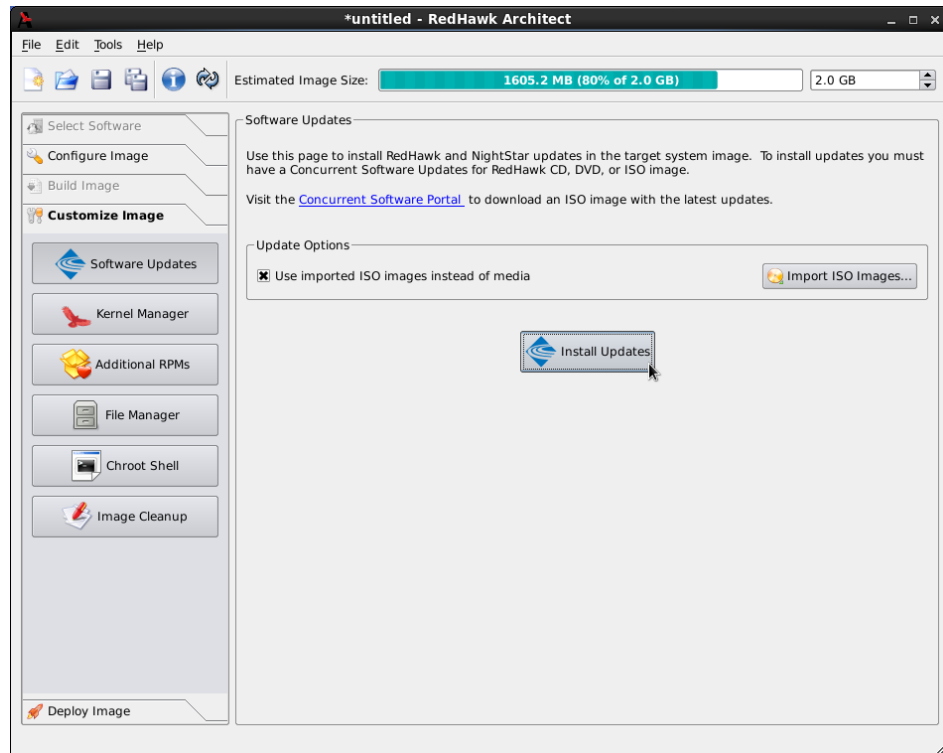 *untitled - RedHawk Architect
File Edit Tools Help
Estimated Image Size: 1605.2 MB (80% of 2.0 GB) 2.0 GB
Select Software
Configure Image
Build Image
Customize Image
Software Updates
Kernel Manager
Additional RPMs
File Manager
Chroot Shell
Image Cleanup
Deploy Image
Software Updates
Use this page to install RedHawk and NightStar updates in the target system image. To install updates you must
have a Concurrent Software Updates for RedHawk CD, DVD, or ISO image.
Visit the Concurrent Software Portal to download an ISO image with the latest updates.
Update Options
Use imported ISO images instead of media
Import ISO Images...
Install Updates